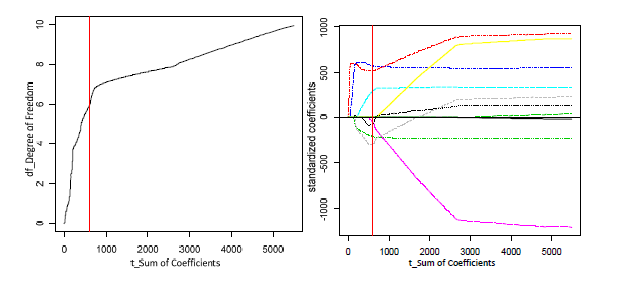 df_Degree of Freedom
10
8
6
4
2
0
0 1000 2000 3000 4000 5000
t_Sum of Coefficients
standardized coefficients
1000
500
0
-500
-1000
0 1000 2000 3000 4000 5000
t_Sum of Coefficients